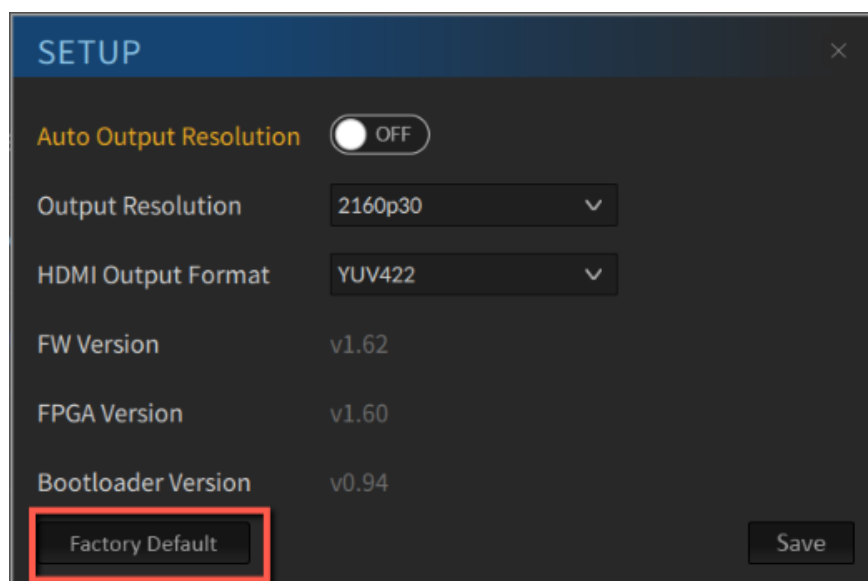 SETUP
Auto Output Resolution OFF
Output Resolution 2160p30
HDMI Output Format YUV422
FW Version v1.62
FPGA Version v1.60
Bootloader Version v0.94
Factory Default Save